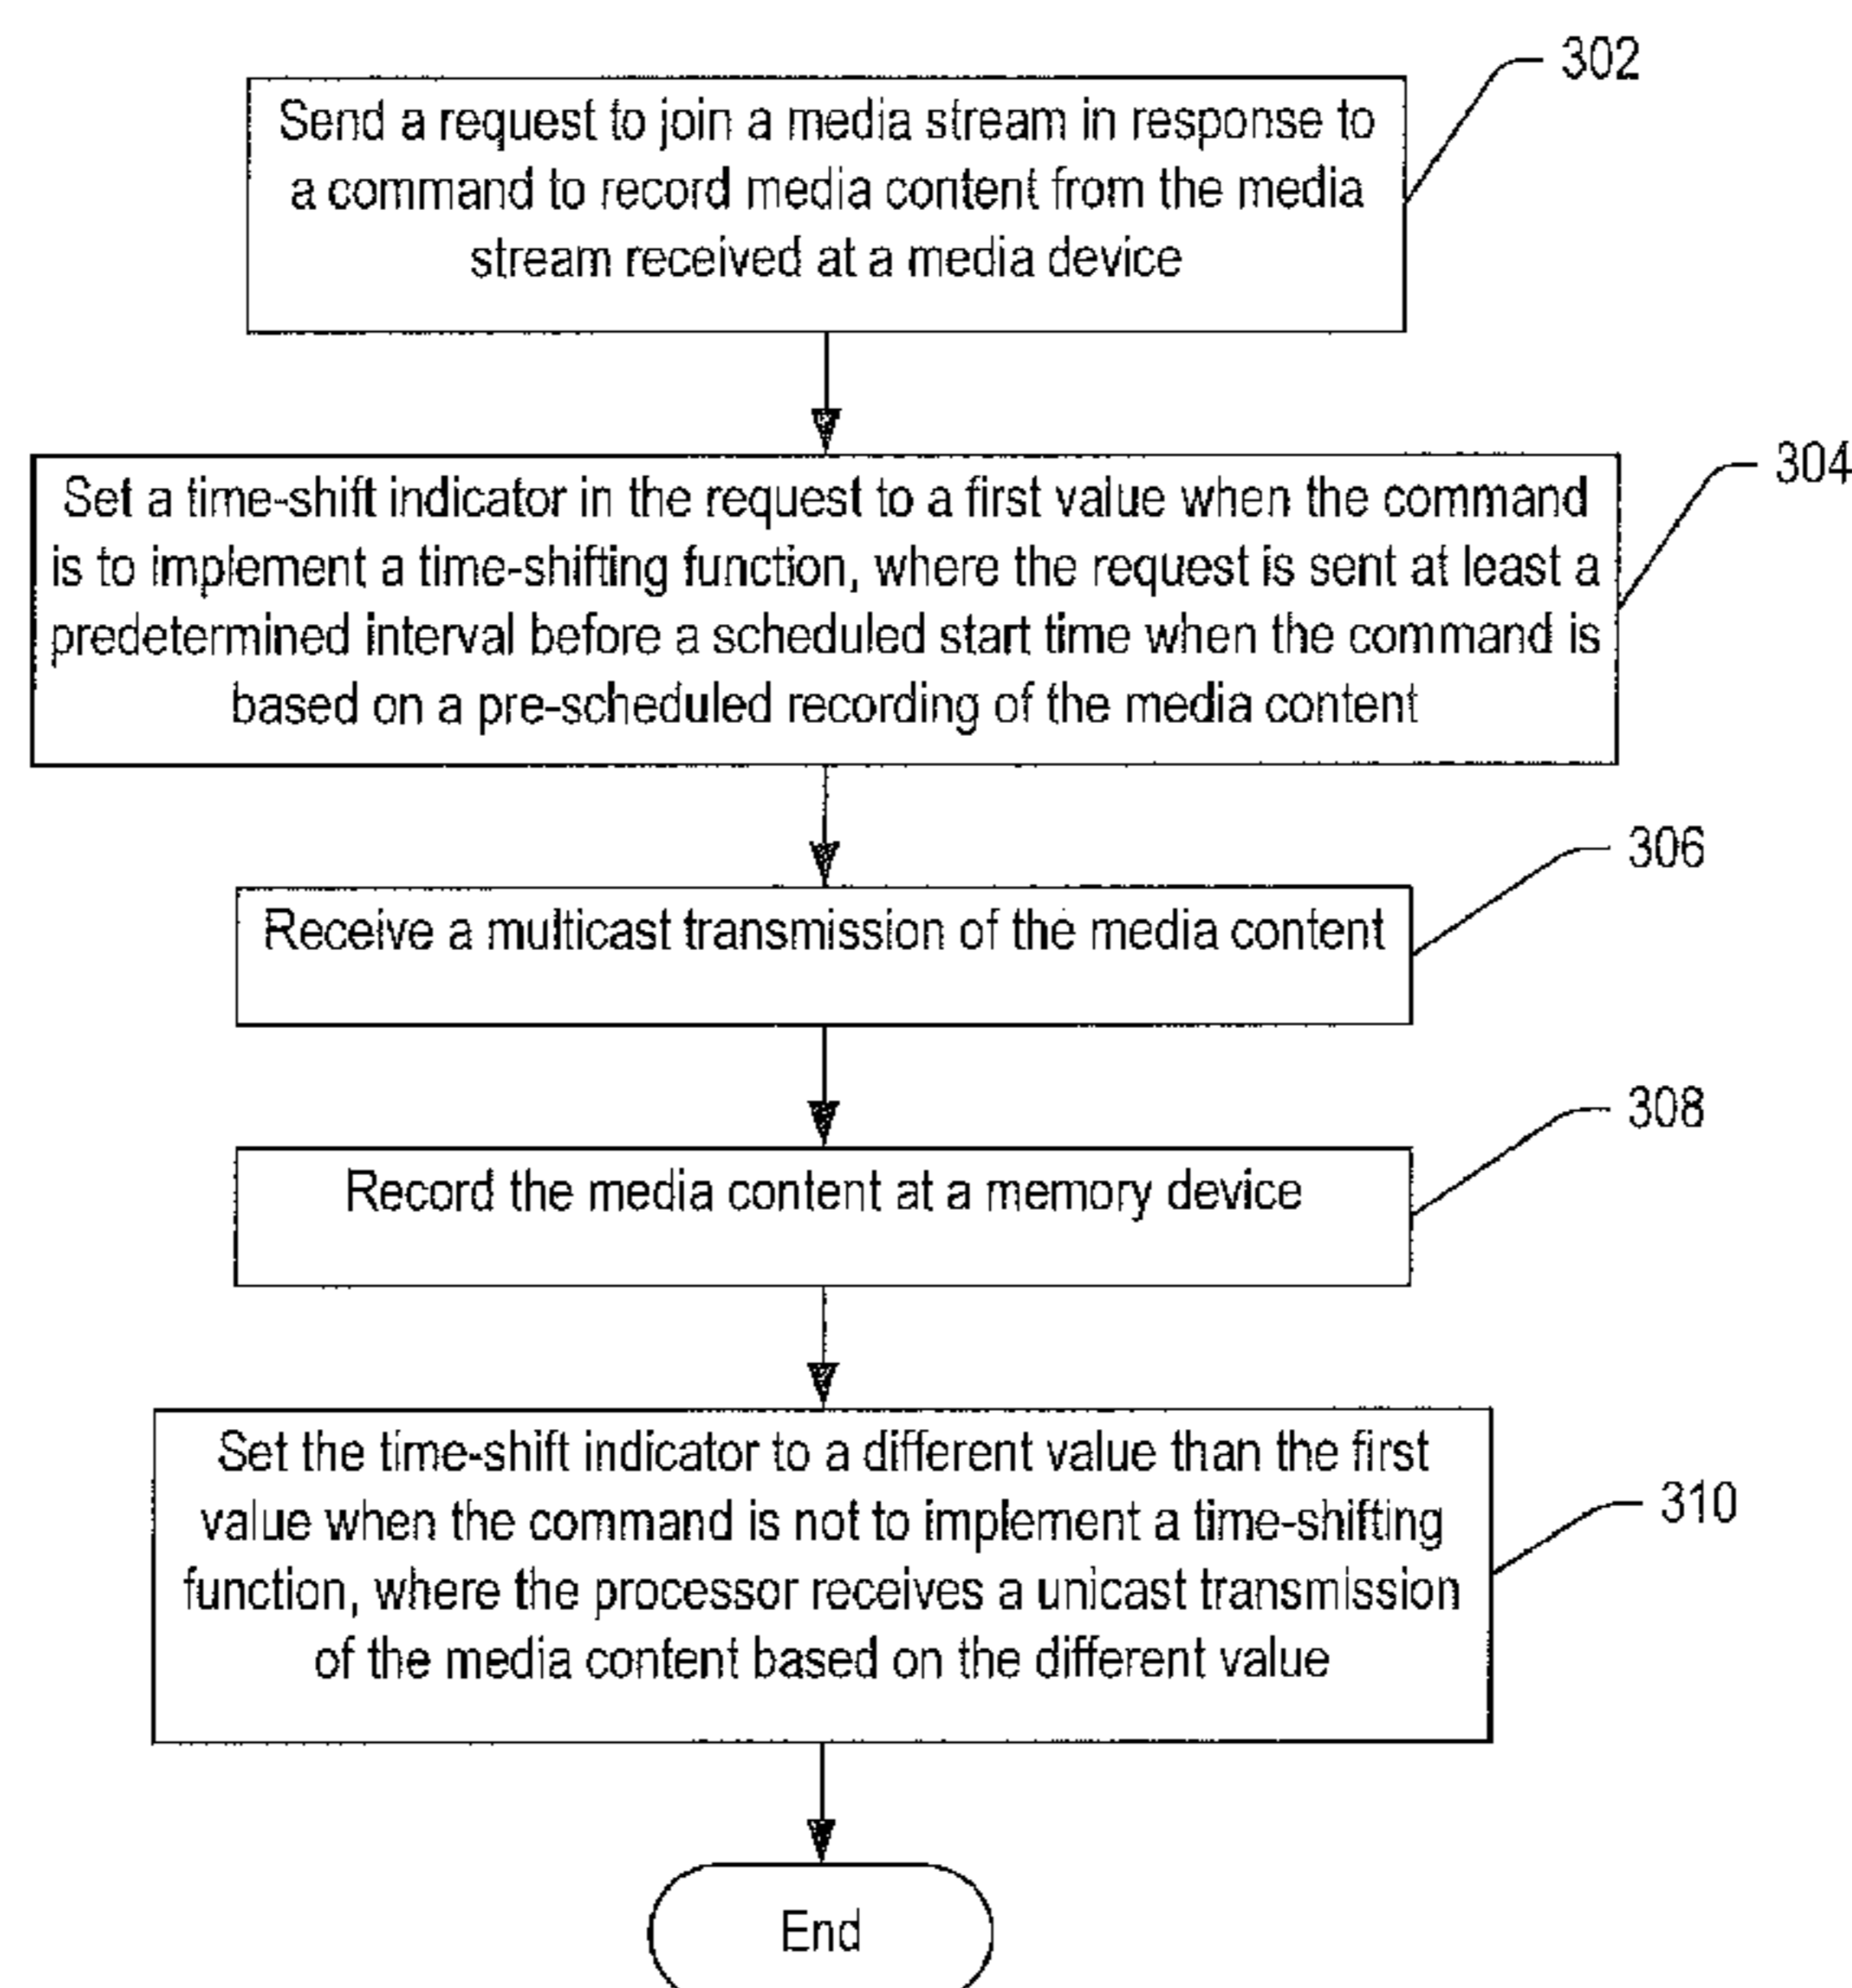 302
Send a request to join a media stream in response to
a command to record media content from the media
stream received at a media device
304
Set a time-shift indicator in the request to a first value when the command
is to implement a time-shifting function, where the request is sent at least a
predetermined interval before a scheduled start time when the command is
based on a pre-scheduled recording of the media content
306
Receive a multicast transmission of the media content
308
Record the media content at a memory device
310
Set the time-shift indicator to a different value than the first
value when the command is not to implement a time-shifting
function, where the processor receives a unicast transmission
of the media content based on the different value
End